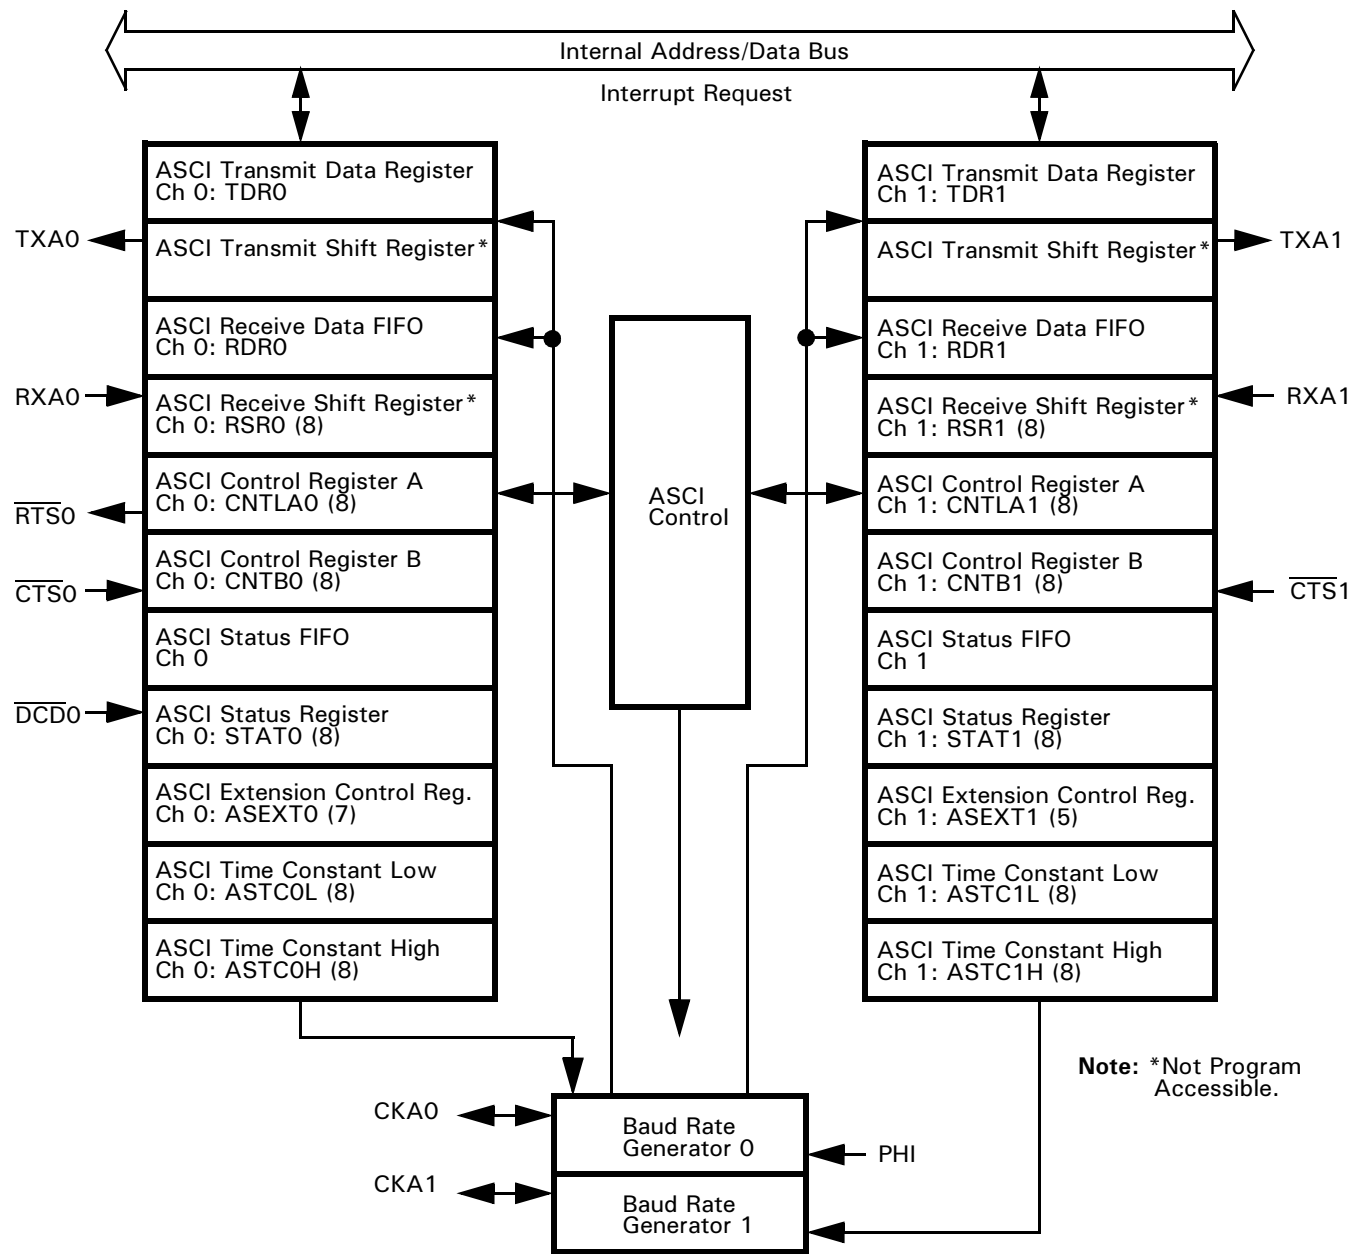 Internal Address/Data Bus
Interrupt Request
ASCI Transmit Data Register
Ch 0: TDR0
TXA0
ASCI Transmit Shift Register*
ASCI Receive Data FIFO
Ch 0: RDR0
RXA0
ASCI Receive Shift Register*
Ch 0: RSR0 (8)
ASCI Control Register A
Ch 0: CNTLA0 (8)
RTS0
ASCI Control Register B
Ch 0: CNTB0 (8)
CTS0
ASCI Status FIFO
Ch 0
DCD0
ASCI Status Register
Ch 0: STAT0 (8)
ASCI Extension Control Reg.
Ch 0: ASEXT0 (7)
ASCI Time Constant Low
Ch 0: ASTC0L (8)
ASCI Time Constant High
Ch 0: ASTC0H (8)
ASCI
Control
ASCI Transmit Data Register
Ch 1: TDR1
ASCI Transmit Shift Register*
TXA1
ASCI Receive Data FIFO
Ch 1: RDR1
ASCI Receive Shift Register*
Ch 1: RSR1 (8)
RXA1
ASCI Control Register A
Ch 1: CNTLA1 (8)
ASCI Control Register B
Ch 1: CNTB1 (8)
CTS1
ASCI Status FIFO
Ch 1
ASCI Status Register
Ch 1: STAT1 (8)
ASCI Extension Control Reg.
Ch 1: ASEXT1 (5)
ASCI Time Constant Low
Ch 1: ASTC1L (8)
ASCI Time Constant High
Ch 1: ASTC1H (8)
Note: *Not Program
Accessible.
CKA0
Baud Rate
Generator 0
PHI
CKA1
Baud Rate
Generator 1